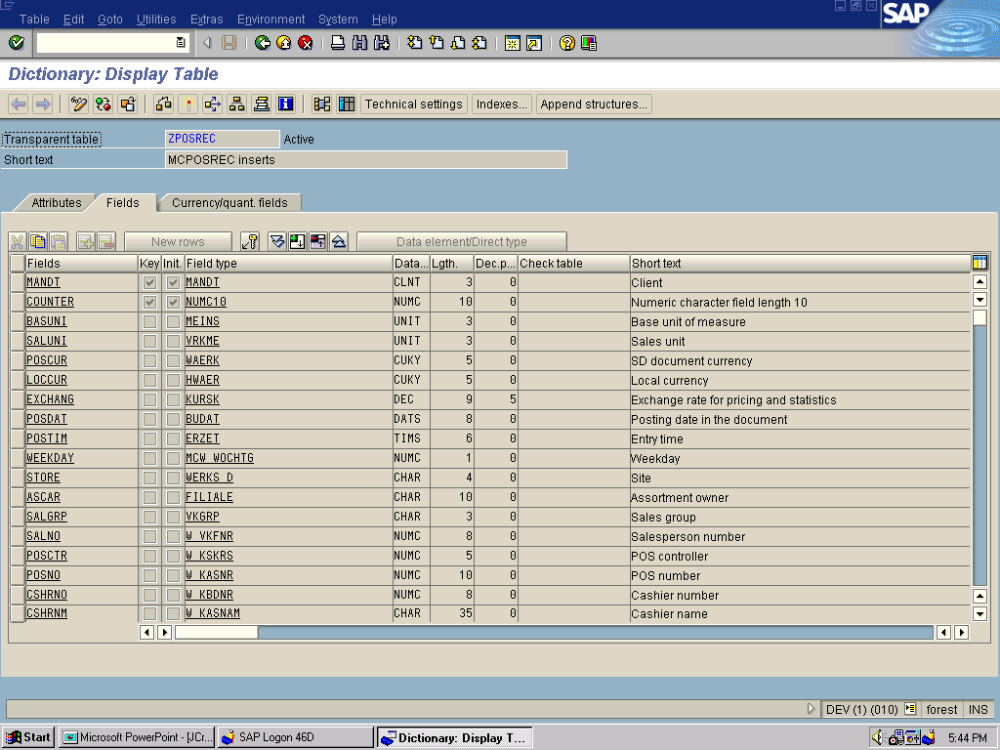 Table Edit Goto Utilities Extras Environment System Help
SAP
Dictionary: Display Table
Technical settings Indexes... Append structures...
Transparent table ZPOSREC Active
Short text MCPOSREC inserts
Attributes Fields Currency/quant. fields
New rows Data element/Direct type
Fields Key Init. Field type Data... Lgth. Dec.p... Check table Short text
MANDT MANDT CLNT 3 0 Client
COUNTER NUMC10 NUMC 10 0 Numeric character field length 10
BASUNI MEINS UNIT 3 0 Base unit of measure
SALUNI VRKME UNIT 3 0 Sales unit
POSCUR WAERK CUKY 5 0 SD document currency
LOCCUR HWAER CUKY 5 0 Local currency
EXCHANG KURSK DEC 9 5 Exchange rate for pricing and statistics
POSDAT BUDAT DATS 8 0 Posting date in the document
POSTIM ERZET TIMS 6 0 Entry time
WEEKDAY MCW_WOCHTG NUMC 1 0 Weekday
STORE WERKS_D CHAR 4 0 Site
ASCAR FILIALE CHAR 10 0 Assortment owner
SALGRP VKGRP CHAR 3 0 Sales group
SALNO W_VKFNR NUMC 8 0 Salesperson number
POSCTR W_KSKRS NUMC 5 0 POS controller
POSNO W_KASNR NUMC 10 0 POS number
CSHRNO W_KBDNR NUMC 8 0 Cashier number
CSHRNM W_KASNAM CHAR 35 0 Cashier name
DEV (1) (010) forest INS
Start Microsoft PowerPoint - [JCr... SAP Logon 46D Dictionary: Display T... 5:44 PM